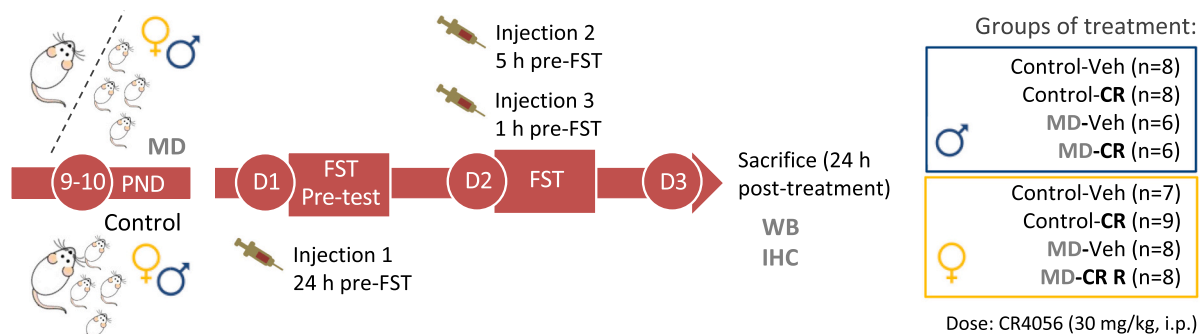 MD
9-10 PND
Control
D1
FST
Pre-test
Injection 1
24 h pre-FST
Injection 2
5 h pre-FST
Injection 3
1 h pre-FST
D2
FST
D3
Sacrifice (24 h
post-treatment)
WB
IHC
Groups of treatment:
Control-Veh (n=8)
Control-CR (n=8)
MD-Veh (n=6)
MD-CR (n=6)
Control-Veh (n=7)
Control-CR (n=9)
MD-Veh (n=8)
MD-CR R (n=8)
Dose: CR4056 (30 mg/kg, i.p.)